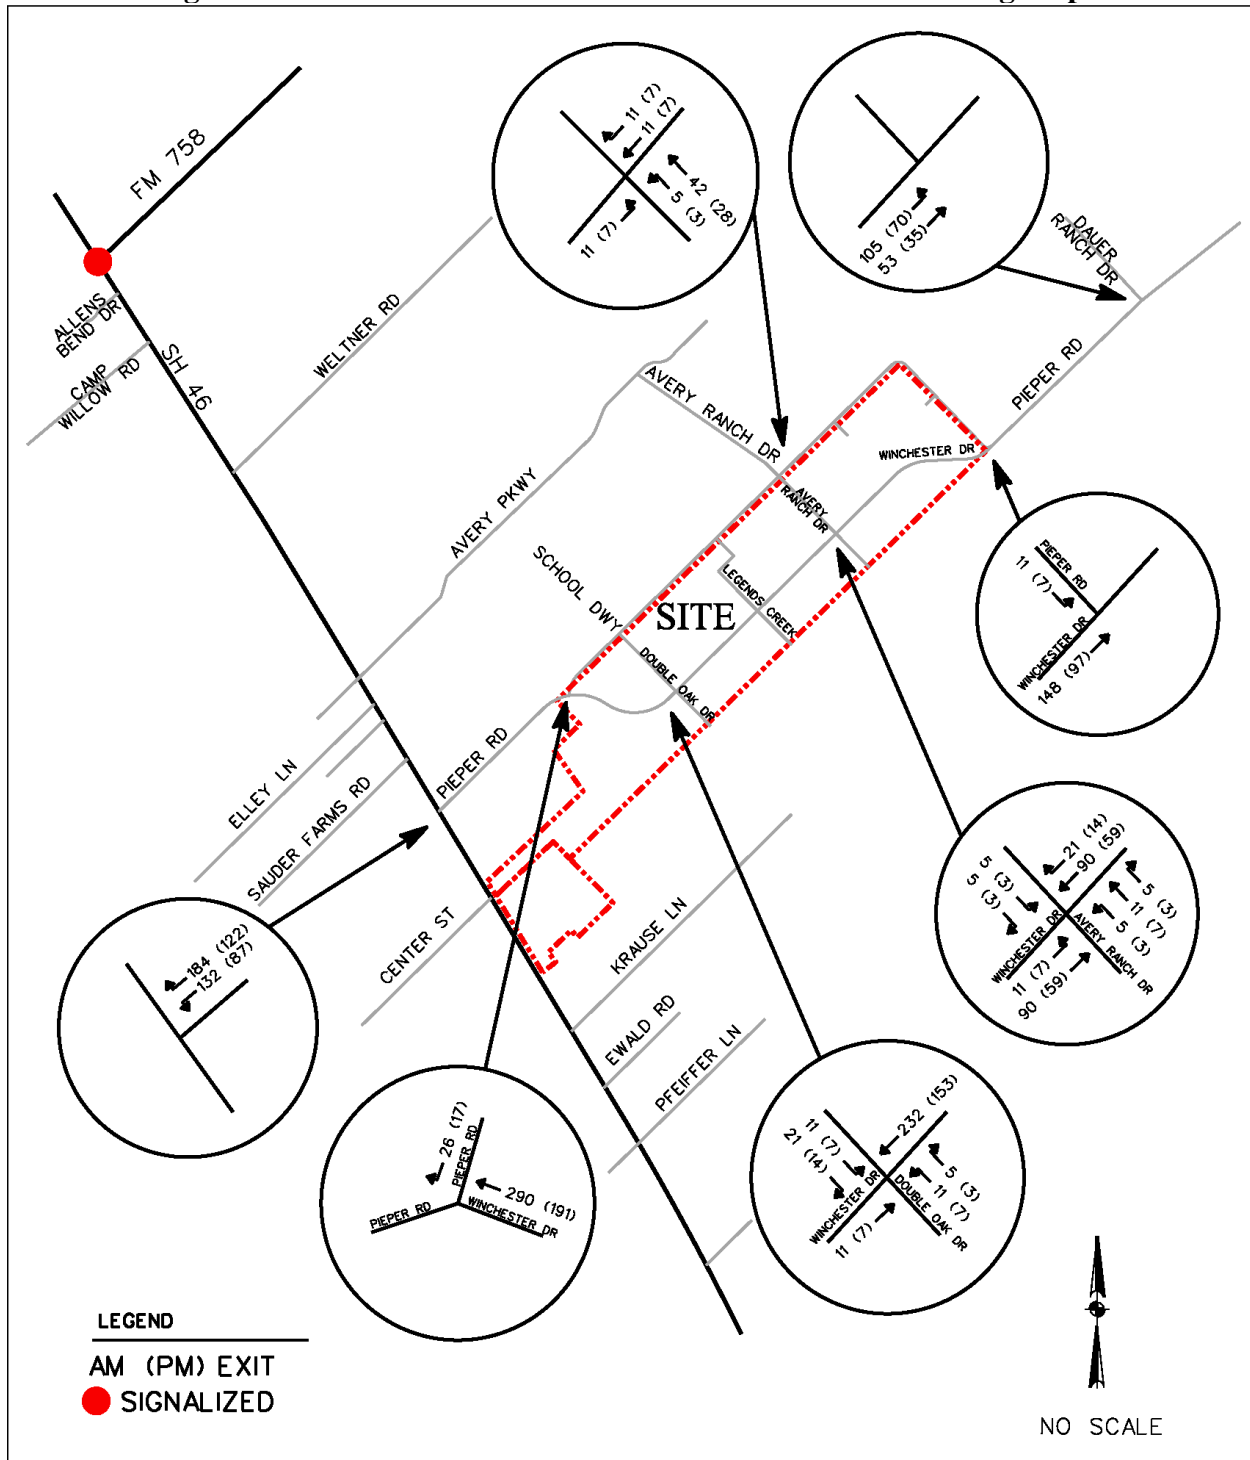 FM 758
ALLENS
BEND DR
CAMP
WILLOW RD
SH 46
WELTNER RD
AVERY PKWY
AVERY RANCH DR
SCHOOL DWY
SITE
LEGENDS CREEK
DOUBLE OAK DR
AVERY
RANCH DR
WINCHESTER DR
PIEPER RD
DAUER
RANCH DR
PIEPER RD
ELLEY LN
SAUDER FARMS RD
CENTER ST
KRAUSE LN
EWALD RD
PFEIFFER LN
11 (7)
11 (7)
42 (28)
5 (3)
11 (7)
105 (70)
53 (35)
PIEPER RD
11 (7)
WINCHESTER DR
148 (97)
21 (14)
90 (59)
5 (3)
5 (3)
5 (3)
11 (7)
5 (3)
WINCHESTER DR
AVERY RANCH DR
11 (7)
90 (59)
184 (122)
132 (87)
26 (17)
PIEPER RD
290 (191)
PIEPER RD
WINCHESTER DR
232 (153)
11 (7)
21 (14)
5 (3)
11 (7)
WINCHESTER DR
DOUBLE OAK DR
11 (7)
LEGEND
AM (PM) EXIT
SIGNALIZED
NO SCALE